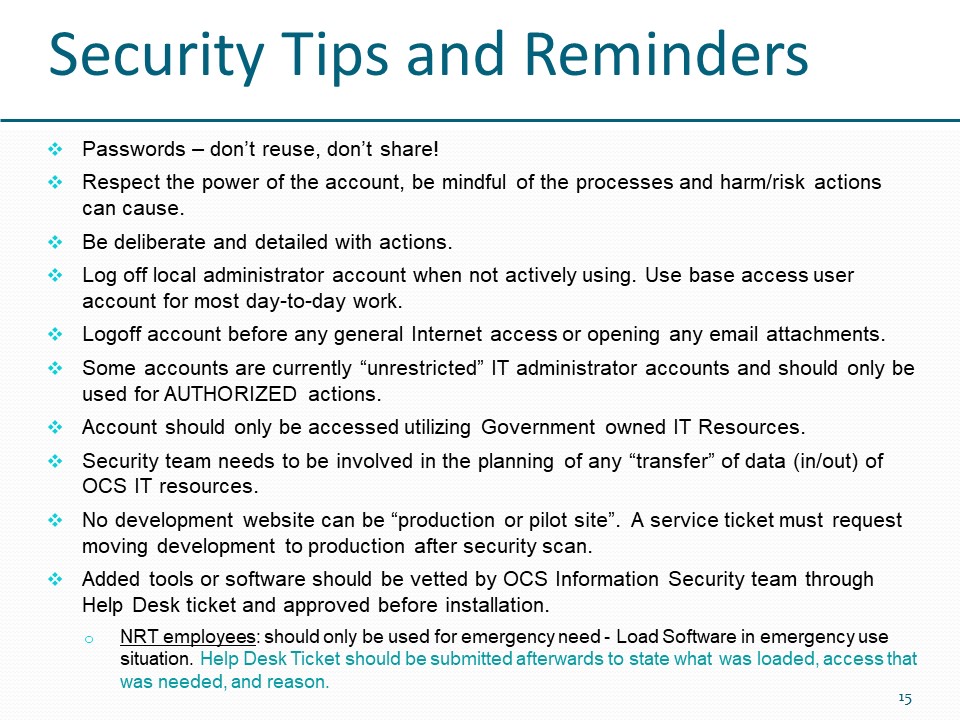 Security Tips and Reminders
Passwords – don’t reuse, don’t share!
Respect the power of the account, be mindful of the processes and harm/risk actions
can cause.
Be deliberate and detailed with actions.
Log off local administrator account when not actively using. Use base access user
account for most day-to-day work.
Logoff account before any general Internet access or opening any email attachments.
Some accounts are currently “unrestricted” IT administrator accounts and should only be
used for AUTHORIZED actions.
Account should only be accessed utilizing Government owned IT Resources.
Security team needs to be involved in the planning of any “transfer” of data (in/out) of
OCS IT resources.
No development website can be “production or pilot site”. A service ticket must request
moving development to production after security scan.
Added tools or software should be vetted by OCS Information Security team through
Help Desk ticket and approved before installation.
NRT employees: should only be used for emergency need - Load Software in emergency use
situation. Help Desk Ticket should be submitted afterwards to state what was loaded, access that
was needed, and reason.
15